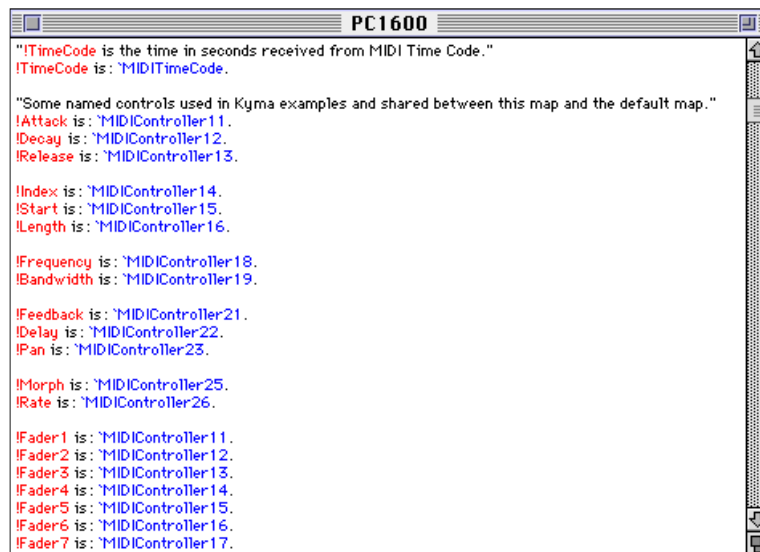 PC1600
"!TimeCode is the time in seconds received from MIDI Time Code."
!TimeCode is: `MIDITimeCode.
"Some named controls used in Kyma examples and shared between this map and the default map."
!Attack is: `MIDIController11.
!Decay is: `MIDIController12.
!Release is: `MIDIController13.
!Index is: `MIDIController14.
!Start is: `MIDIController15.
!Length is: `MIDIController16.
!Frequency is: `MIDIController18.
!Bandwidth is: `MIDIController19.
!Feedback is: `MIDIController21.
!Delay is: `MIDIController22.
!Pan is: `MIDIController23.
!Morph is: `MIDIController25.
!Rate is: `MIDIController26.
!Fader1 is: `MIDIController11.
!Fader2 is: `MIDIController12.
!Fader3 is: `MIDIController13.
!Fader4 is: `MIDIController14.
!Fader5 is: `MIDIController15.
!Fader6 is: `MIDIController16.
!Fader7 is: `MIDIController17.